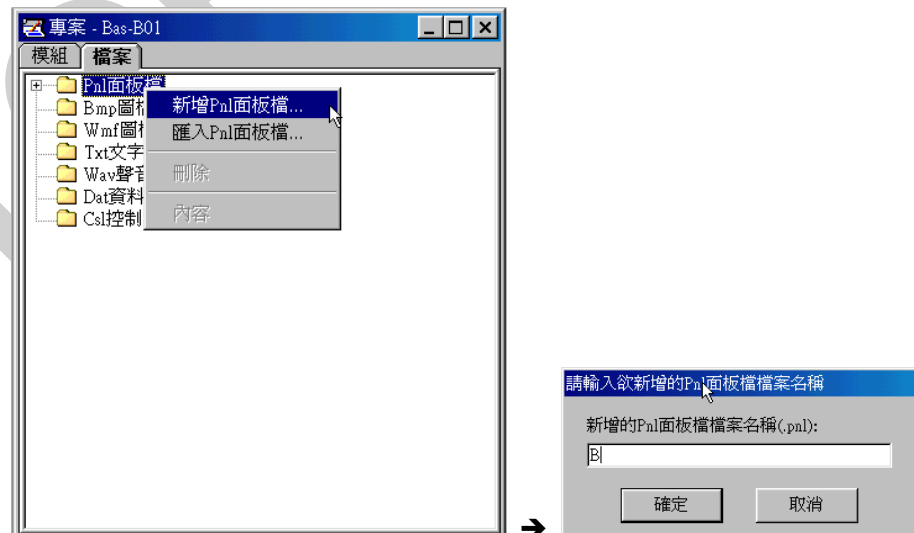 專案 - Bas-B01
模組 檔案
Pnl面板檔
新增Pnl面板檔...
Bmp圖
匯入Pnl面板檔...
Wmf圖
Txt文字
刪除
Wav聲音
Dat資料
內容
Csl控制
➔
請輸入欲新增的Pnl面板檔檔案名稱
新增的Pnl面板檔檔案名稱(.pnl):
B
確定 取消